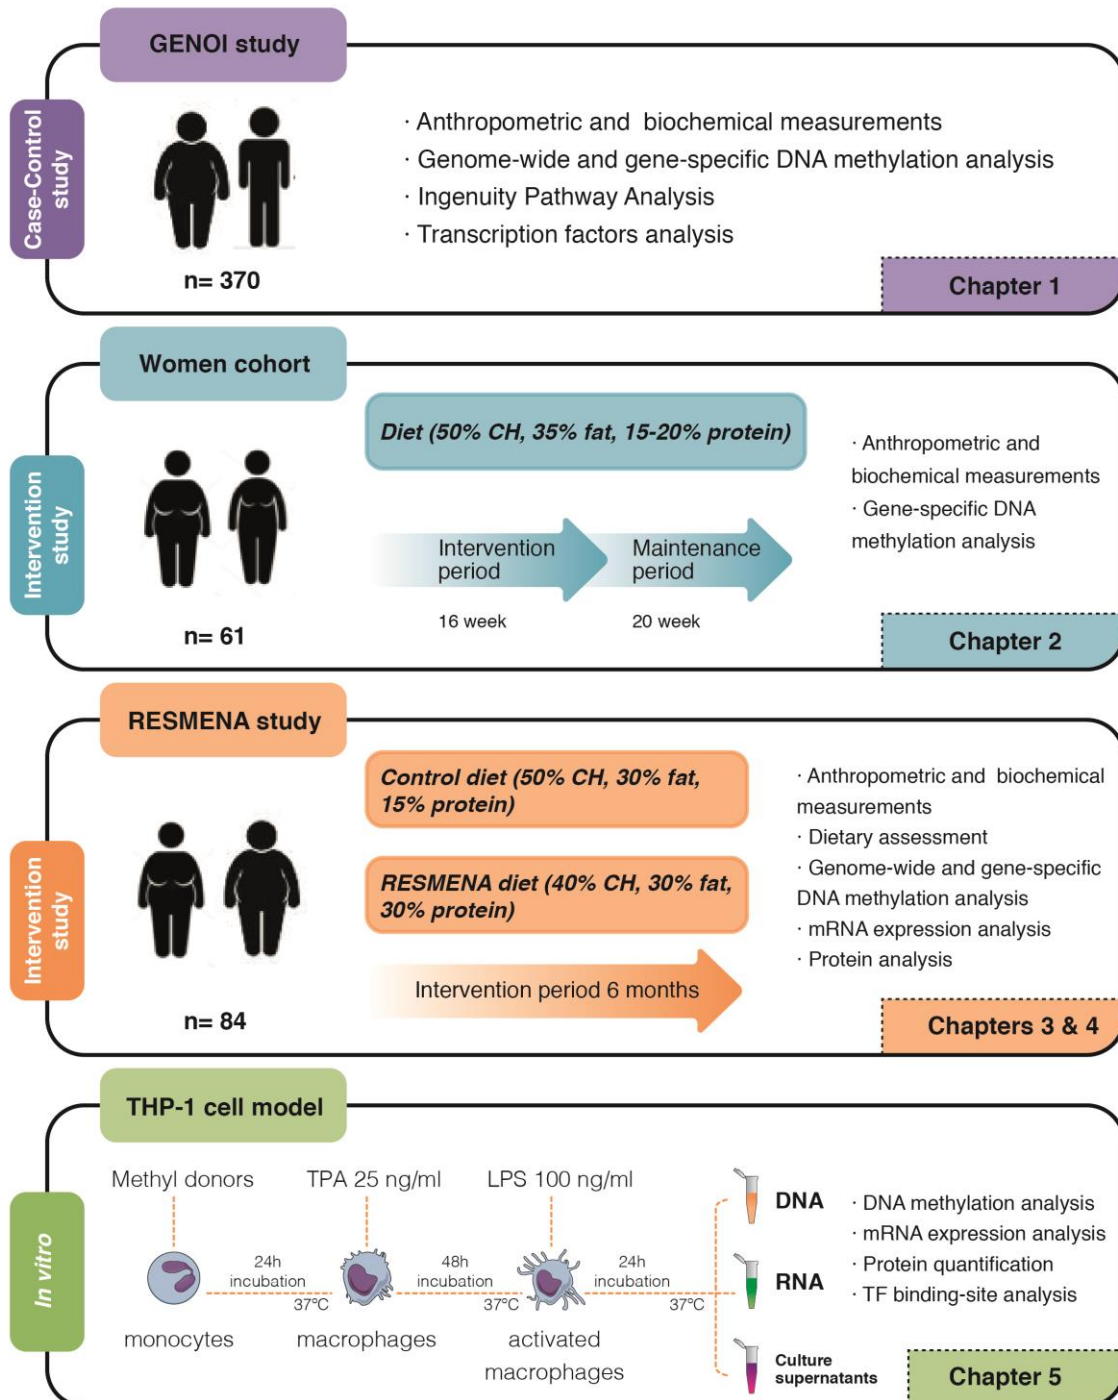 GENOI study
Case-Control
study
n= 370
· Anthropometric and biochemical measurements
· Genome-wide and gene-specific DNA methylation analysis
· Ingenuity Pathway Analysis
· Transcription factors analysis
Chapter 1
Women cohort
Intervention
study
n= 61
Diet (50% CH, 35% fat, 15-20% protein)
Intervention
period
16 week
Maintenance
period
20 week
· Anthropometric and
biochemical measurements
· Gene-specific DNA
methylation analysis
Chapter 2
RESMENA study
Intervention
study
n= 84
Control diet (50% CH, 30% fat,
15% protein)
RESMENA diet (40% CH, 30% fat,
30% protein)
Intervention period 6 months
· Anthropometric and biochemical
measurements
· Dietary assessment
· Genome-wide and gene-specific
DNA methylation analysis
· mRNA expression analysis
· Protein analysis
Chapters 3 & 4
THP-1 cell model
In vitro
Methyl donors
TPA 25 ng/ml
LPS 100 ng/ml
24h
incubation
37ºC
48h
incubation
37ºC
24h
incubation
37ºC
monocytes
macrophages
activated
macrophages
DNA
RNA
Culture
supernatants
· DNA methylation analysis
· mRNA expression analysis
· Protein quantification
· TF binding-site analysis
Chapter 5